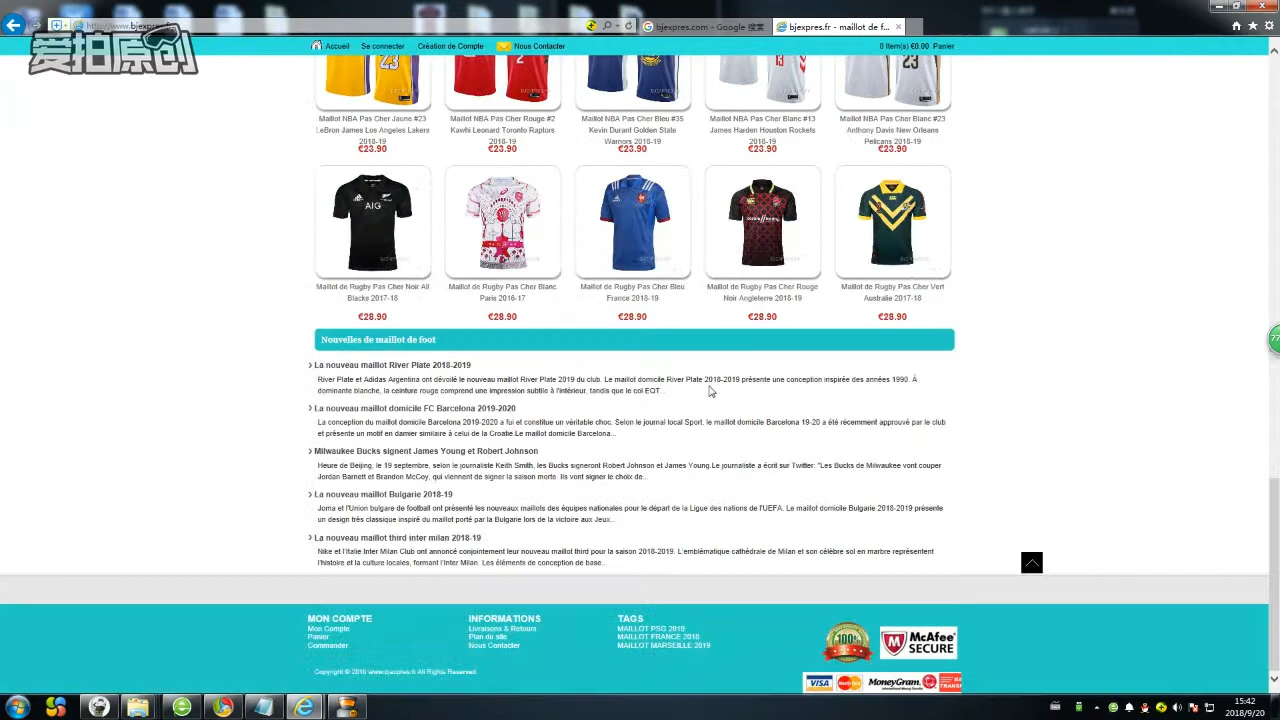 http://www.bjexpres.fr
bjexpres.com - Google 搜索
bjexpres.fr - maillot de f...
爱拍原创
Accueil
Se connecter
Création de Compte
Nous Contacter
0 Item(s) €0.00 Panier
23
2
35
13
23
Maillot NBA Pas Cher Jaune #23
LeBron James Los Angeles Lakers
2018-19
€23.90
Maillot NBA Pas Cher Rouge #2
Kawhi Leonard Toronto Raptors
2018-19
€23.90
Maillot NBA Pas Cher Bleu #35
Kevin Durant Golden State
Warriors 2018-19
€23.90
Maillot NBA Pas Cher Blanc #13
James Harden Houston Rockets
2018-19
€23.90
Maillot NBA Pas Cher Blanc #23
Anthony Davis New Orleans
Pelicans 2018-19
€23.90
AIG
Maillot de Rugby Pas Cher Noir All
Blacks 2017-18
€28.90
Maillot de Rugby Pas Cher Blanc
Paris 2016-17
€28.90
Maillot de Rugby Pas Cher Bleu
France 2018-19
€28.90
Maillot de Rugby Pas Cher Rouge
Noir Angleterre 2018-19
€28.90
Maillot de Rugby Pas Cher Vert
Australie 2017-18
€28.90
Nouvelles de maillot de foot
La nouveau maillot River Plate 2018-2019
River Plate et Adidas Argentina ont dévoilé le nouveau maillot River Plate 2019 du club. Le maillot domicile River Plate 2018-2019 présente une conception inspirée des années 1990. À
dominante blanche, la ceinture rouge comprend une impression subtile à l'intérieur, tandis que le col EQT...
La nouveau maillot domicile FC Barcelona 2019-2020
La conception du maillot domicile Barcelona 2019-2020 a fui et constitue un véritable choc. Selon le journal local Sport, le maillot domicile Barcelona 19-20 a été récemment approuvé par le club
et présente un motif en damier similaire à celui de la Croatie.Le maillot domicile Barcelona...
Milwaukee Bucks signent James Young et Robert Johnson
Heure de Beijing, le 19 septembre, selon le journaliste Keith Smith, les Bucks signeront Robert Johnson et James Young.Le journaliste a écrit sur Twitter: "Les Bucks de Milwaukee vont couper
Jordan Barnett et Brandon McCoy, qui viennent de signer la saison morte. Ils vont signer le choix de...
La nouveau maillot Bulgarie 2018-19
Joma et l'Union bulgare de football ont présenté les nouveaux maillots des équipes nationales pour le départ de la Ligue des nations de l'UEFA. Le maillot domicile Bulgarie 2018-2019 présente
un design très classique inspiré du maillot porté par la Bulgarie lors de la victoire aux Jeux...
La nouveau maillot third inter milan 2018-19
Nike et l'Italie Inter Milan Club ont annoncé conjointement leur nouveau maillot third pour la saison 2018-2019. L'emblématique cathédrale de Milan et son célèbre sol en marbre représentent
l'histoire et la culture locales, formant l'Inter Milan. Les éléments de conception de base...
MON COMPTE
Mon Compte
Panier
Commander
INFORMATIONS
Livraisons & Retours
Plan du site
Nous Contacter
TAGS
MAILLOT PSG 2019
MAILLOT FRANCE 2018
MAILLOT MARSEILLE 2019
100%
McAfee
SECURE
Copyright © 2018 www.bjexpres.fr All Rights Reserved
VISA
MoneyGram
77
15:42
2018/9/20